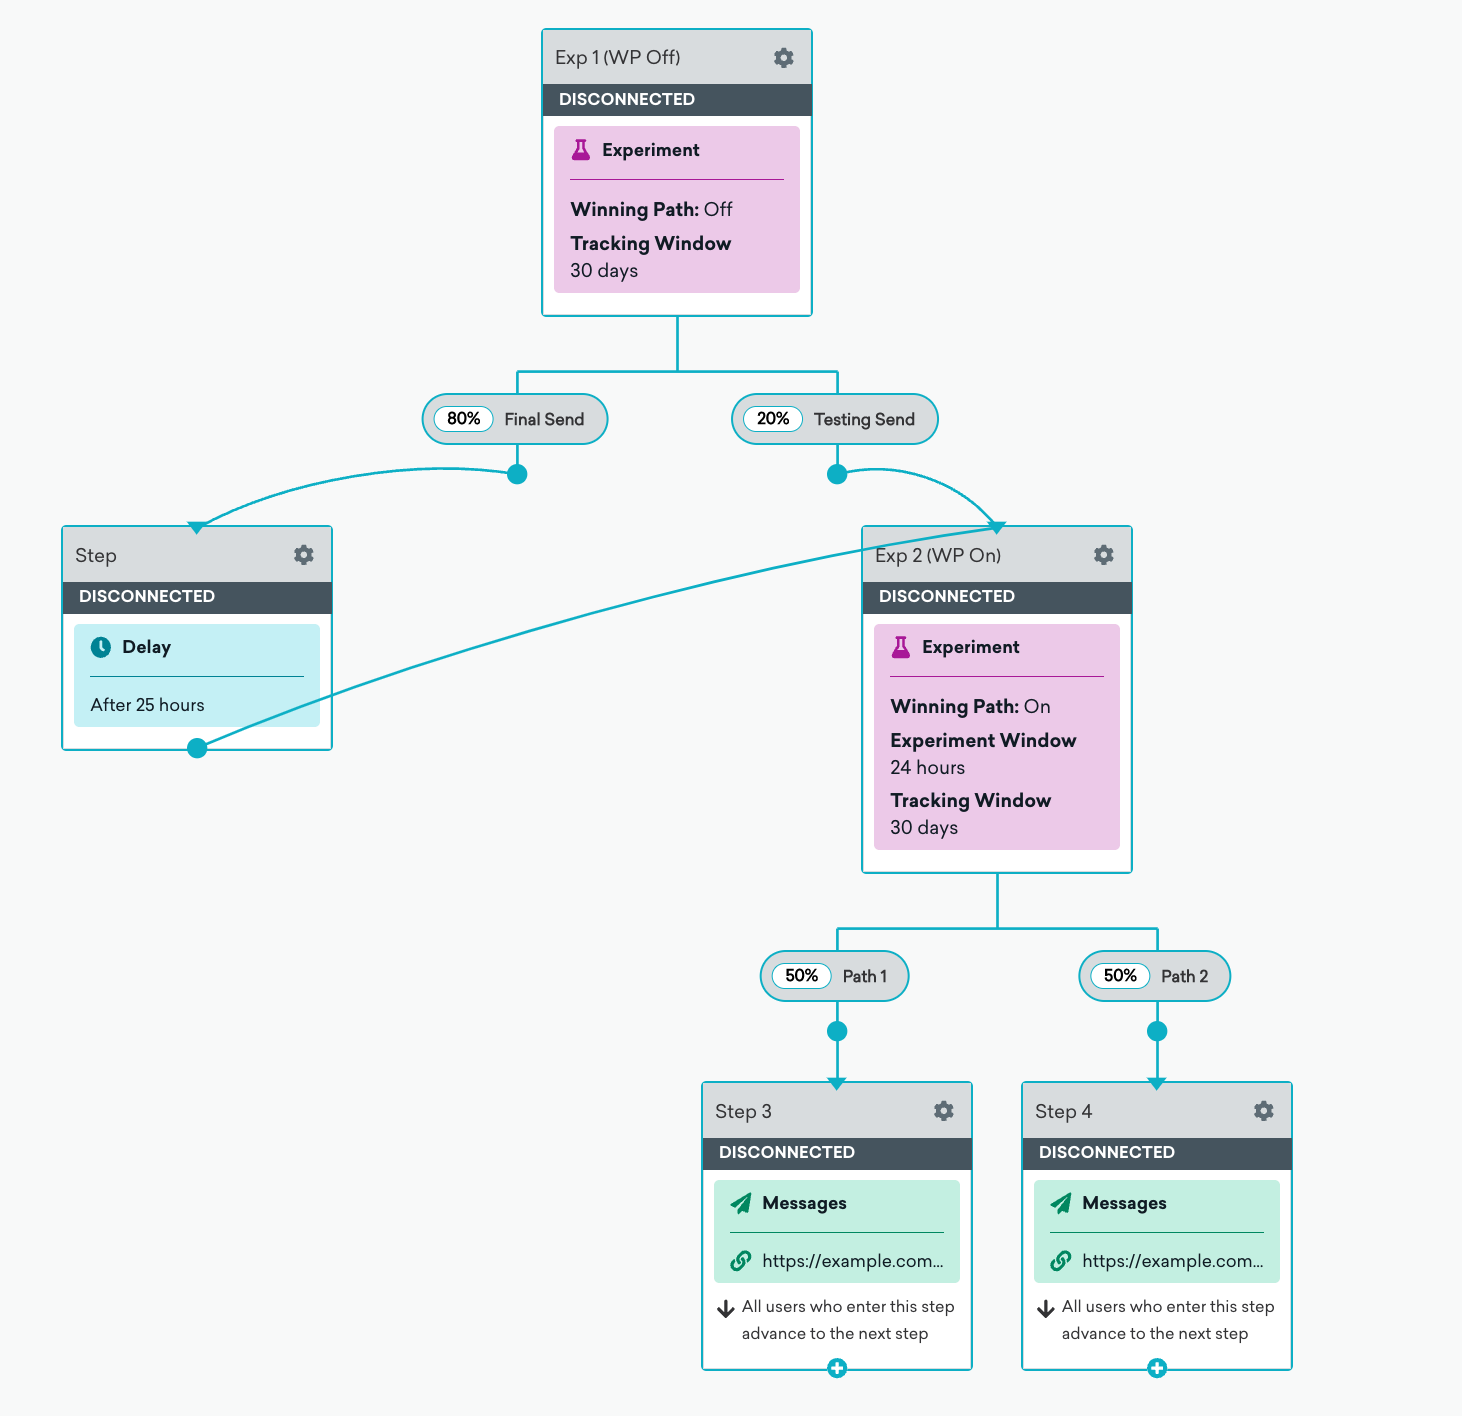 Exp 1 (WP Off)
DISCONNECTED
Experiment
Winning Path: Off
Tracking Window
30 days
80% Final Send
20% Testing Send
Step
DISCONNECTED
Delay
After 25 hours
Exp 2 (WP On)
DISCONNECTED
Experiment
Winning Path: On
Experiment Window
24 hours
Tracking Window
30 days
50% Path 1
50% Path 2
Step 3
DISCONNECTED
Messages
https://example.com...
All users who enter this step
advance to the next step
Step 4
DISCONNECTED
Messages
https://example.com...
All users who enter this step
advance to the next step